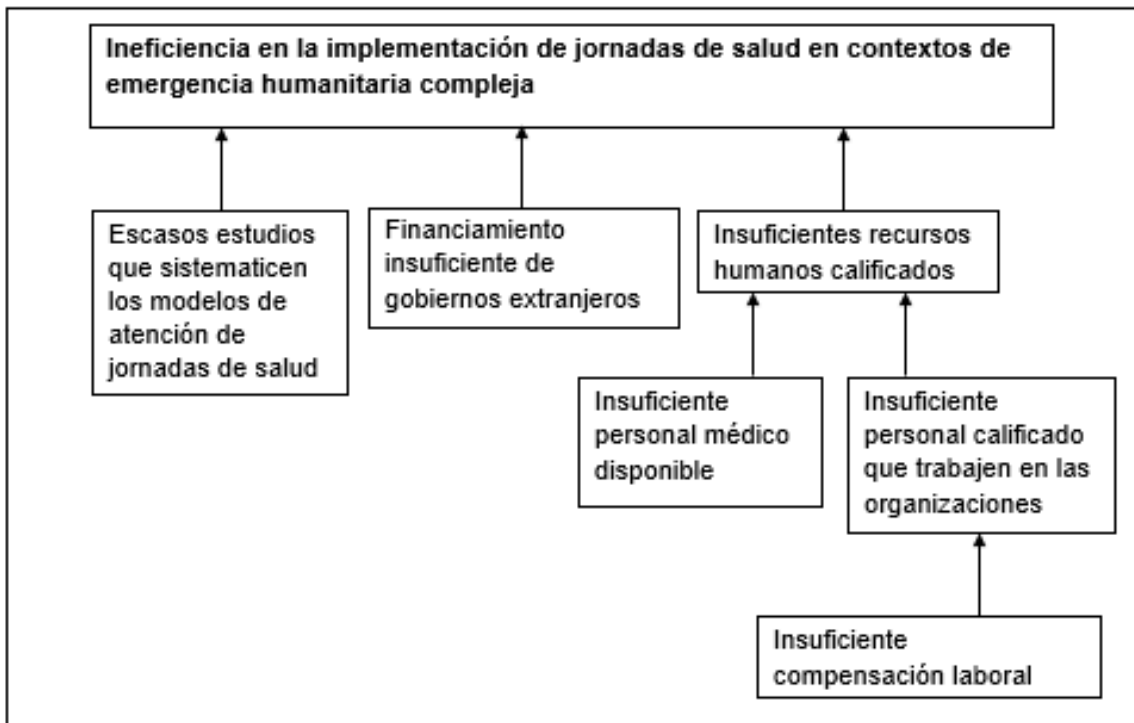 Ineficiencia en la implementación de jornadas de salud en contextos de
emergencia humanitaria compleja
Escasos estudios
que sistematicen
los modelos de
atención de
jornadas de salud
Financiamiento
insuficiente de
gobiernos extranjeros
Insuficientes recursos
humanos calificados
Insuficiente
personal médico
disponible
Insuficiente
personal calificado
que trabajen en las
organizaciones
Insuficiente
compensación laboral